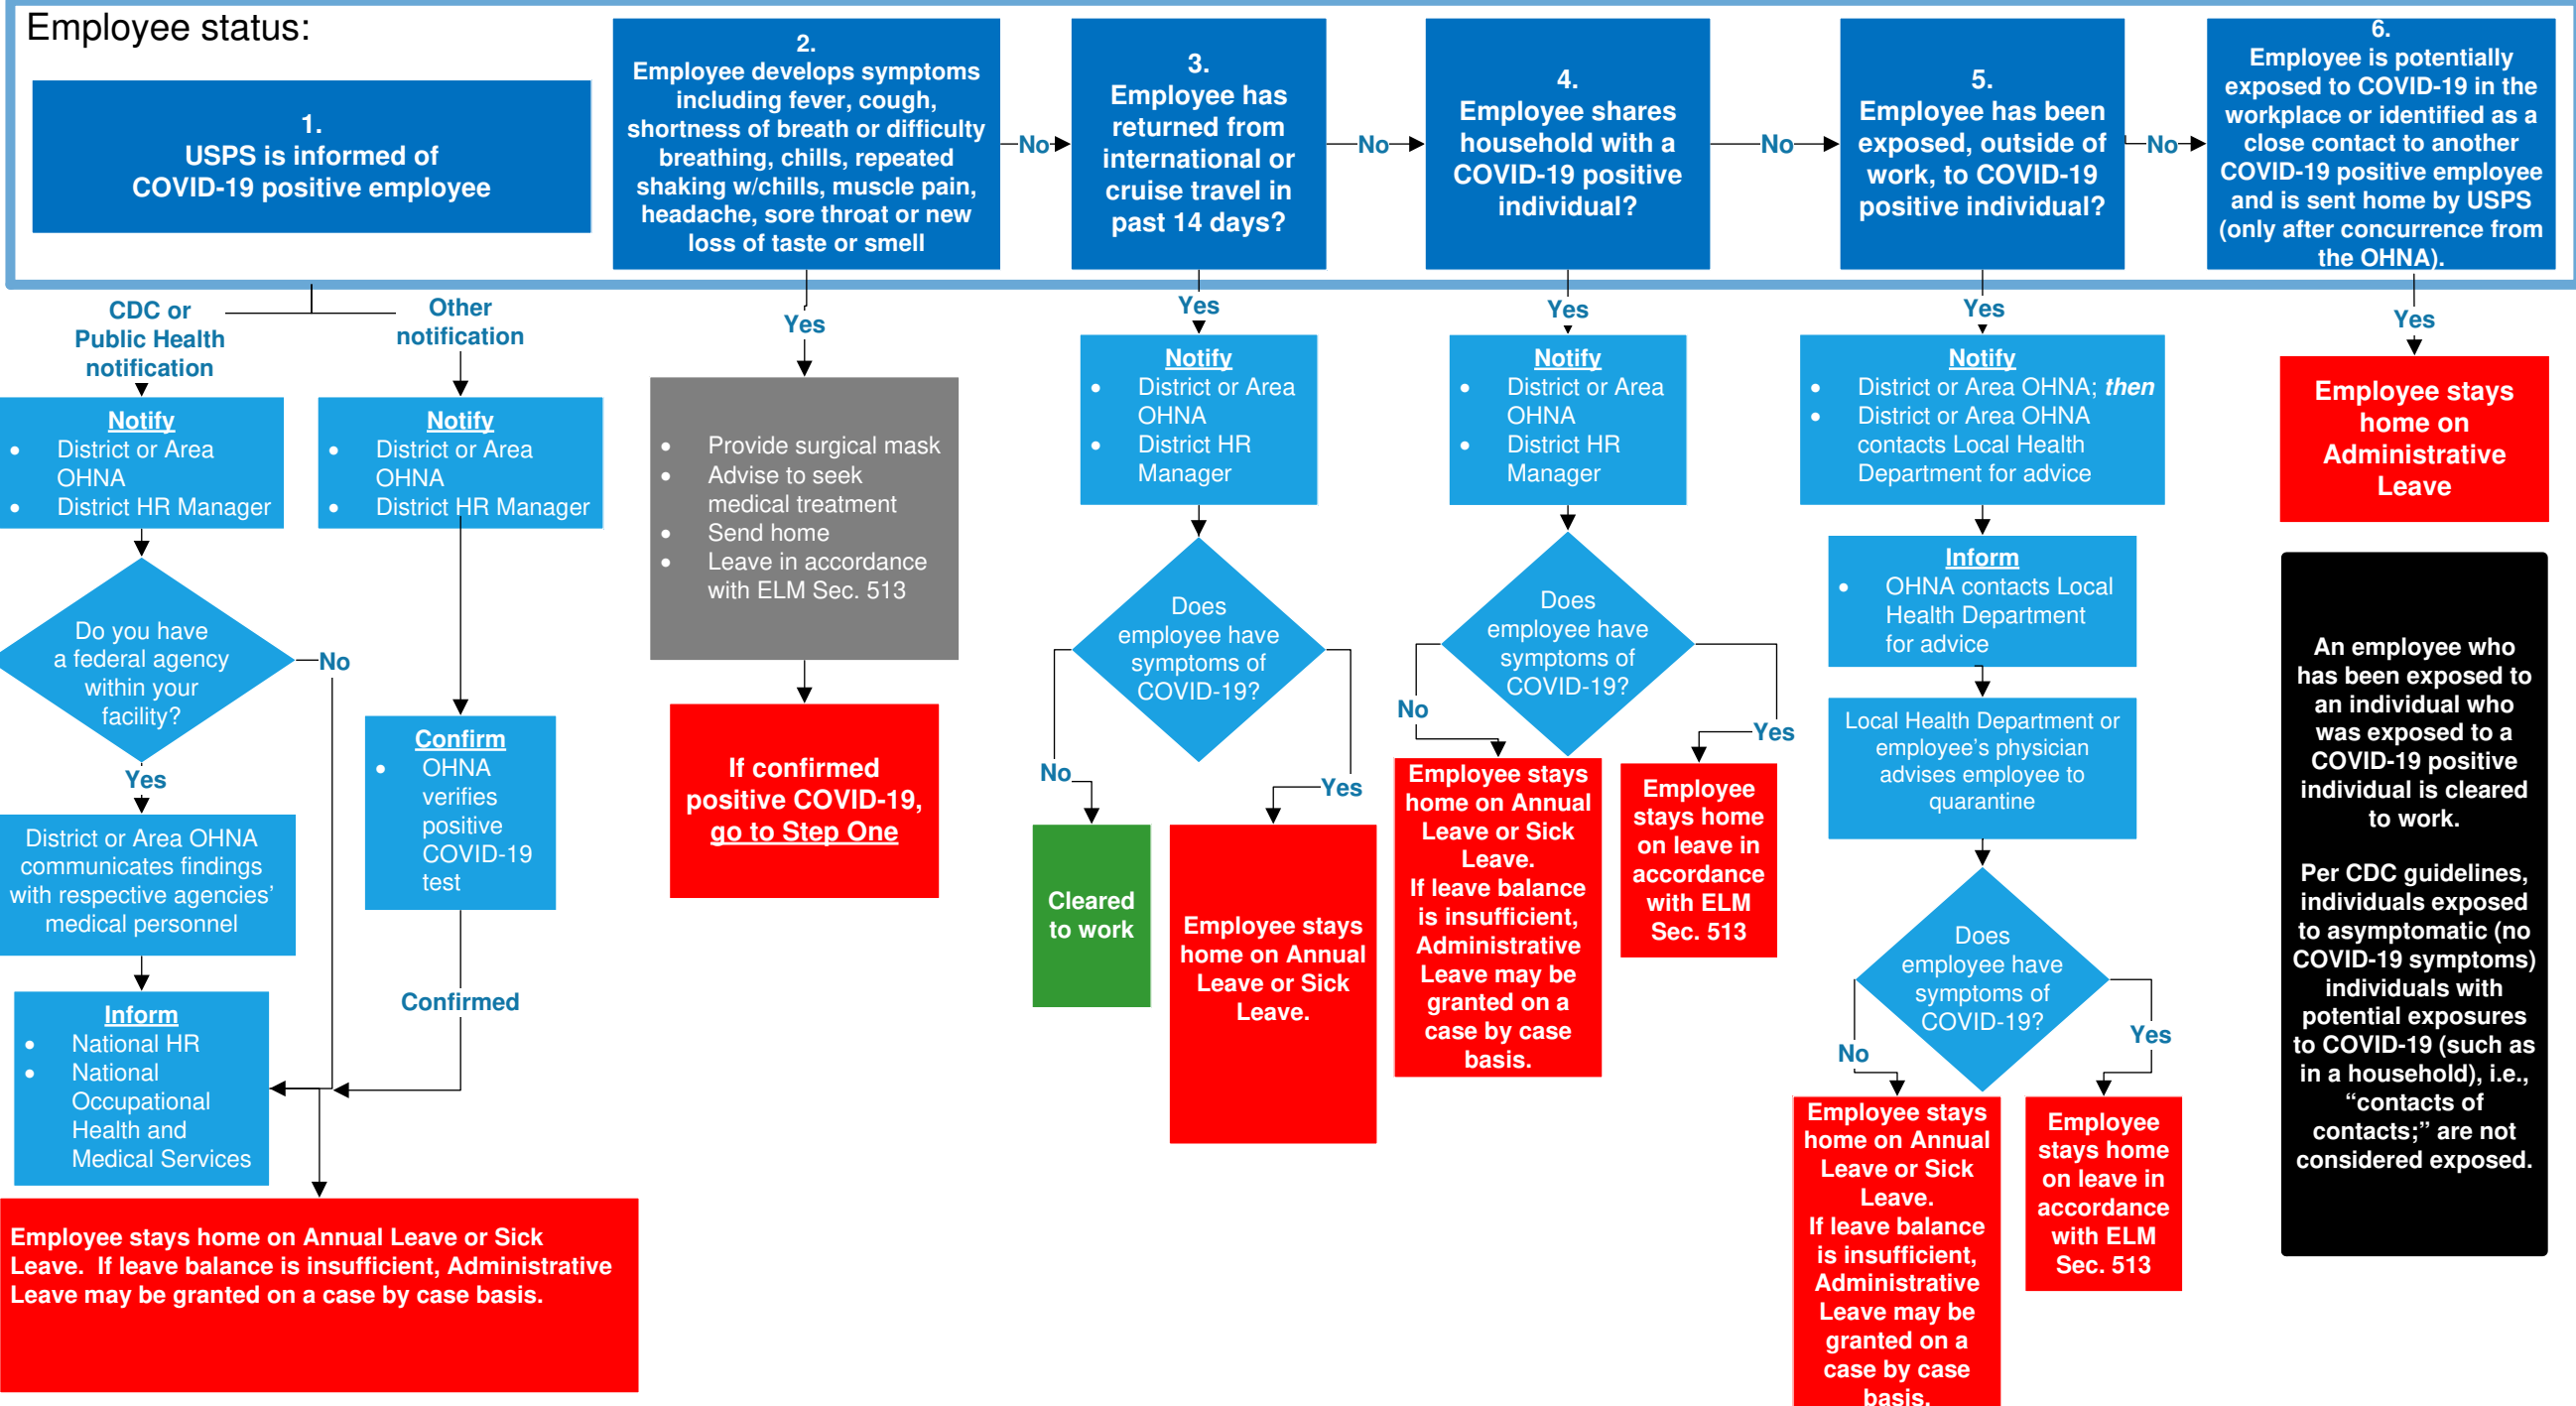 Employee status:
1.
USPS is informed of
COVID-19 positive employee
2.
Employee develops symptoms
including fever, cough,
shortness of breath or difficulty
breathing, chills, repeated
shaking w/chills, muscle pain,
headache, sore throat or new
loss of taste or smell
No
3.
Employee has
returned from
international or
cruise travel in
past 14 days?
No
4.
Employee shares
household with a
COVID-19 positive
individual?
No
5.
Employee has been
exposed, outside of
work, to COVID-19
positive individual?
No
6.
Employee is potentially
exposed to COVID-19 in the
workplace or identified as a
close contact to another
COVID-19 positive employee
and is sent home by USPS
(only after concurrence from
the OHNA).
CDC or
Public Health
notification
Notify
• District or Area
OHNA
• District HR Manager
Do you have
a federal agency
within your
facility?
No
Yes
District or Area OHNA
communicates findings
with respective agencies’
medical personnel
Inform
• National HR
• National
Occupational
Health and
Medical Services
Other
notification
Notify
• District or Area
OHNA
• District HR Manager
Confirm
• OHNA
verifies
positive
COVID-19
test
Confirmed
Employee stays home on Annual Leave or Sick
Leave. If leave balance is insufficient, Administrative
Leave may be granted on a case by case basis.
Yes
• Provide surgical mask
• Advise to seek
medical treatment
• Send home
• Leave in accordance
with ELM Sec. 513
If confirmed
positive COVID-19,
go to Step One
Yes
Notify
• District or Area
OHNA
• District HR
Manager
Does
employee have
symptoms of
COVID-19?
No
Cleared
to work
Yes
Employee stays
home on Annual
Leave or Sick
Leave.
Yes
Notify
• District or Area
OHNA
• District HR
Manager
Does
employee have
symptoms of
COVID-19?
No
Employee stays
home on Annual
Leave or Sick
Leave.
If leave balance
is insufficient,
Administrative
Leave may be
granted on a
case by case
basis.
Yes
Employee
stays home
on leave in
accordance
with ELM
Sec. 513
Yes
Notify
• District or Area OHNA; then
• District or Area OHNA
contacts Local Health
Department for advice
Inform
• OHNA contacts Local
Health Department
for advice
Local Health Department or
employee’s physician
advises employee to
quarantine
Does
employee have
symptoms of
COVID-19?
No
Employee stays
home on Annual
Leave or Sick
Leave.
If leave balance
is insufficient,
Administrative
Leave may be
granted on a
case by case
basis.
Yes
Employee
stays home
on leave in
accordance
with ELM
Sec. 513
Yes
Employee stays
home on
Administrative
Leave
An employee who
has been exposed to
an individual who
was exposed to a
COVID-19 positive
individual is cleared
to work.
Per CDC guidelines,
individuals exposed
to asymptomatic (no
COVID-19 symptoms)
individuals with
potential exposures
to COVID-19 (such as
in a household), i.e.,
“contacts of
contacts;” are not
considered exposed.